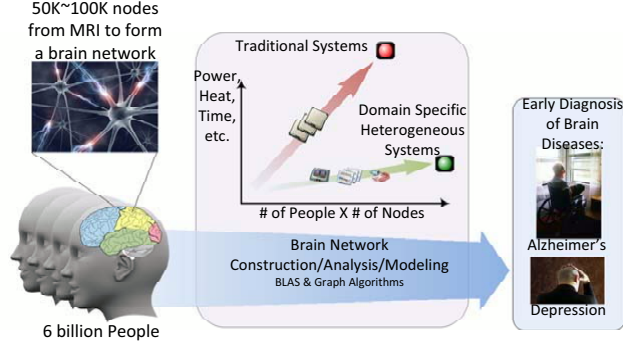 50K~100K nodes
from MRI to form
a brain network
6 billion People
Traditional Systems
Power,
Heat,
Time,
etc.
Domain Specific
Heterogeneous
Systems
# of People X # of Nodes
Brain Network
Construction/Analysis/Modeling
BLAS & Graph Algorithms
Early Diagnosis
of Brain
Diseases:
Alzheimer's
Depression